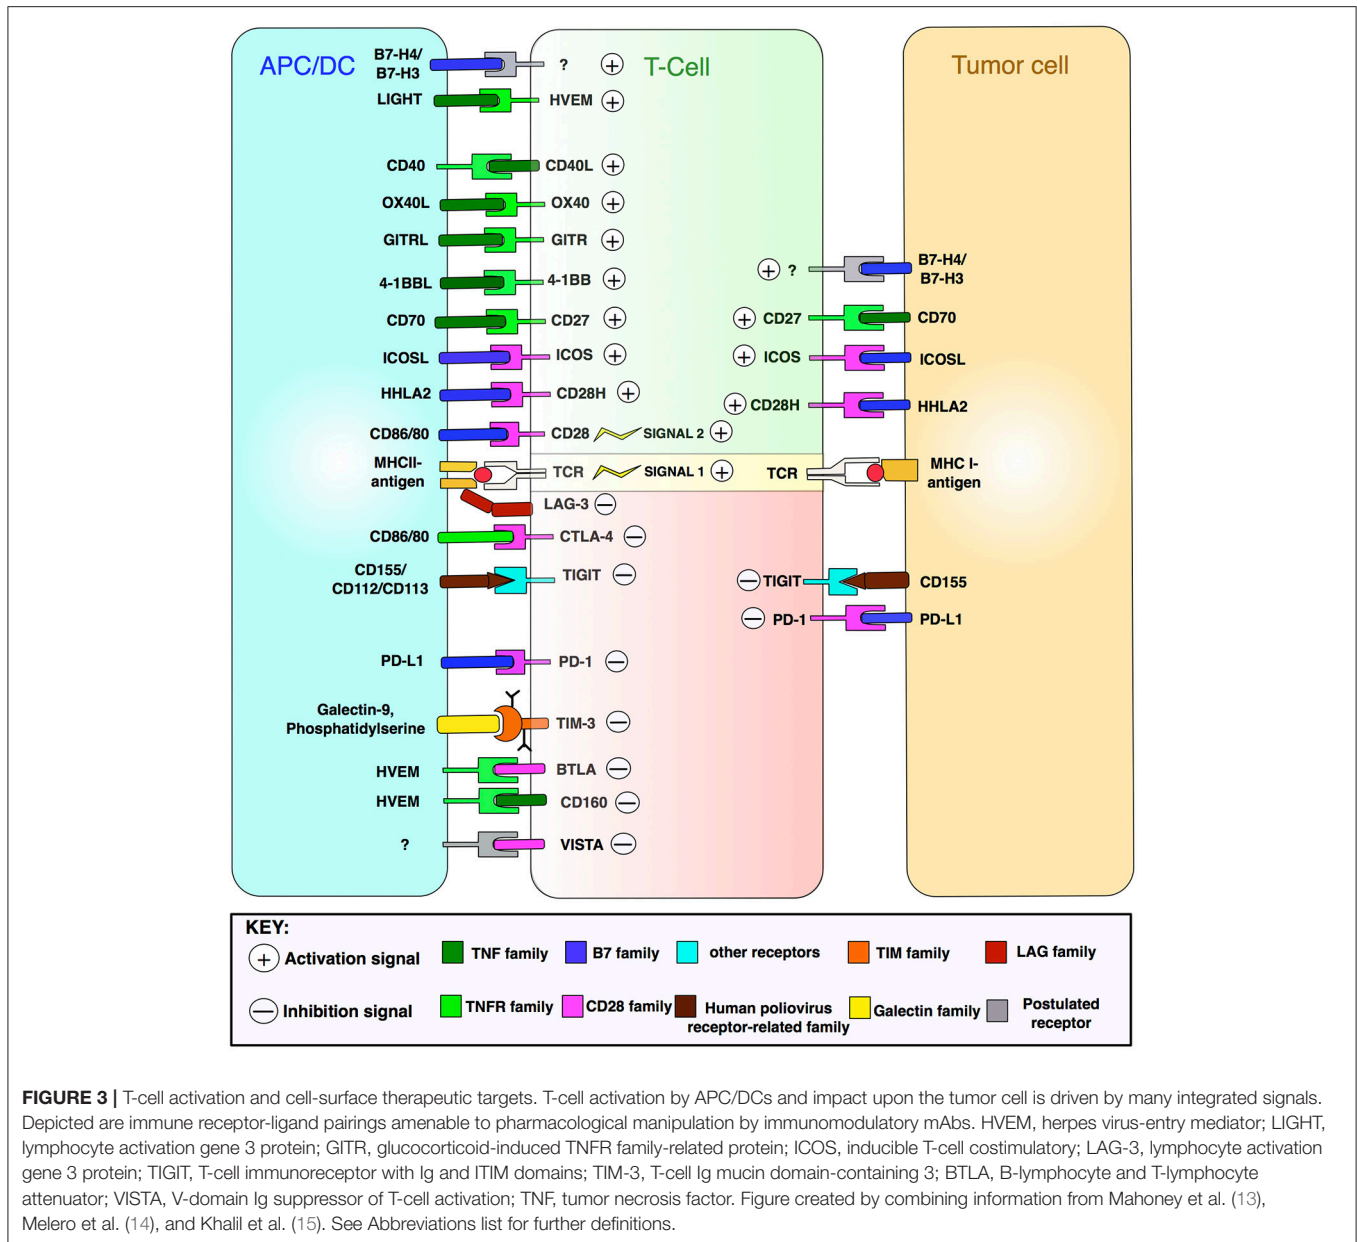 APC/DC
T-Cell
Tumor cell
B7-H4/
B7-H3
?
+
LIGHT
HVEM
+
CD40
CD40L
+
OX40L
OX40
+
GITRL
GITR
+
4-1BBL
4-1BB
+
CD70
CD27
+
ICOSL
ICOS
+
HHLA2
CD28H
+
CD86/80
CD28
SIGNAL 2
+
MHCII-
antigen
TCR
SIGNAL 1
+
LAG-3
−
CD86/80
CTLA-4
−
CD155/
CD112/CD113
TIGIT
−
PD-L1
PD-1
−
Galectin-9,
Phosphatidylserine
TIM-3
−
HVEM
BTLA
−
HVEM
CD160
−
?
VISTA
−
+
?
B7-H4/
B7-H3
+
CD27
CD70
+
ICOS
ICOSL
+
CD28H
HHLA2
TCR
MHC I-
antigen
−
TIGIT
CD155
−
PD-1
PD-L1
KEY:
+ Activation signal
TNF family
B7 family
other receptors
TIM family
LAG family
− Inhibition signal
TNFR family
CD28 family
Human poliovirus
receptor-related family
Galectin family
Postulated
receptor
FIGURE 3 | T-cell activation and cell-surface therapeutic targets. T-cell activation by APC/DCs and impact upon the tumor cell is driven by many integrated signals.
Depicted are immune receptor-ligand pairings amenable to pharmacological manipulation by immunomodulatory mAbs. HVEM, herpes virus-entry mediator; LIGHT,
lymphocyte activation gene 3 protein; GITR, glucocorticoid-induced TNFR family-related protein; ICOS, inducible T-cell costimulatory; LAG-3, lymphocyte activation
gene 3 protein; TIGIT, T-cell immunoreceptor with Ig and ITIM domains; TIM-3, T-cell Ig mucin domain-containing 3; BTLA, B-lymphocyte and T-lymphocyte
attenuator; VISTA, V-domain Ig suppressor of T-cell activation; TNF, tumor necrosis factor. Figure created by combining information from Mahoney et al. (13),
Melero et al. (14), and Khalil et al. (15). See Abbreviations list for further definitions.